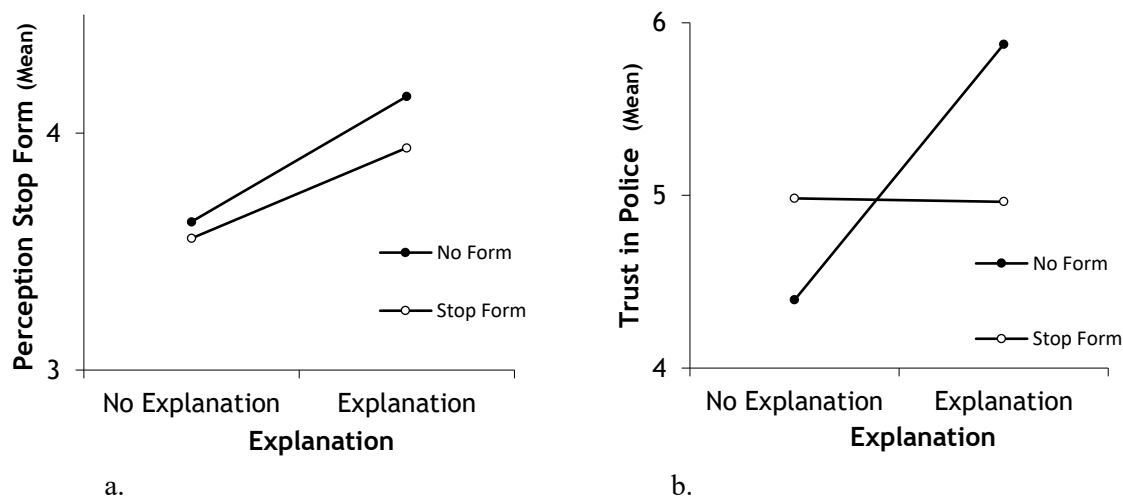 Perception Stop Form (Mean)
4
3
No Explanation
Explanation
Explanation
No Form
Stop Form
a.
Trust in Police (Mean)
6
5
4
No Explanation
Explanation
Explanation
No Form
Stop Form
b.